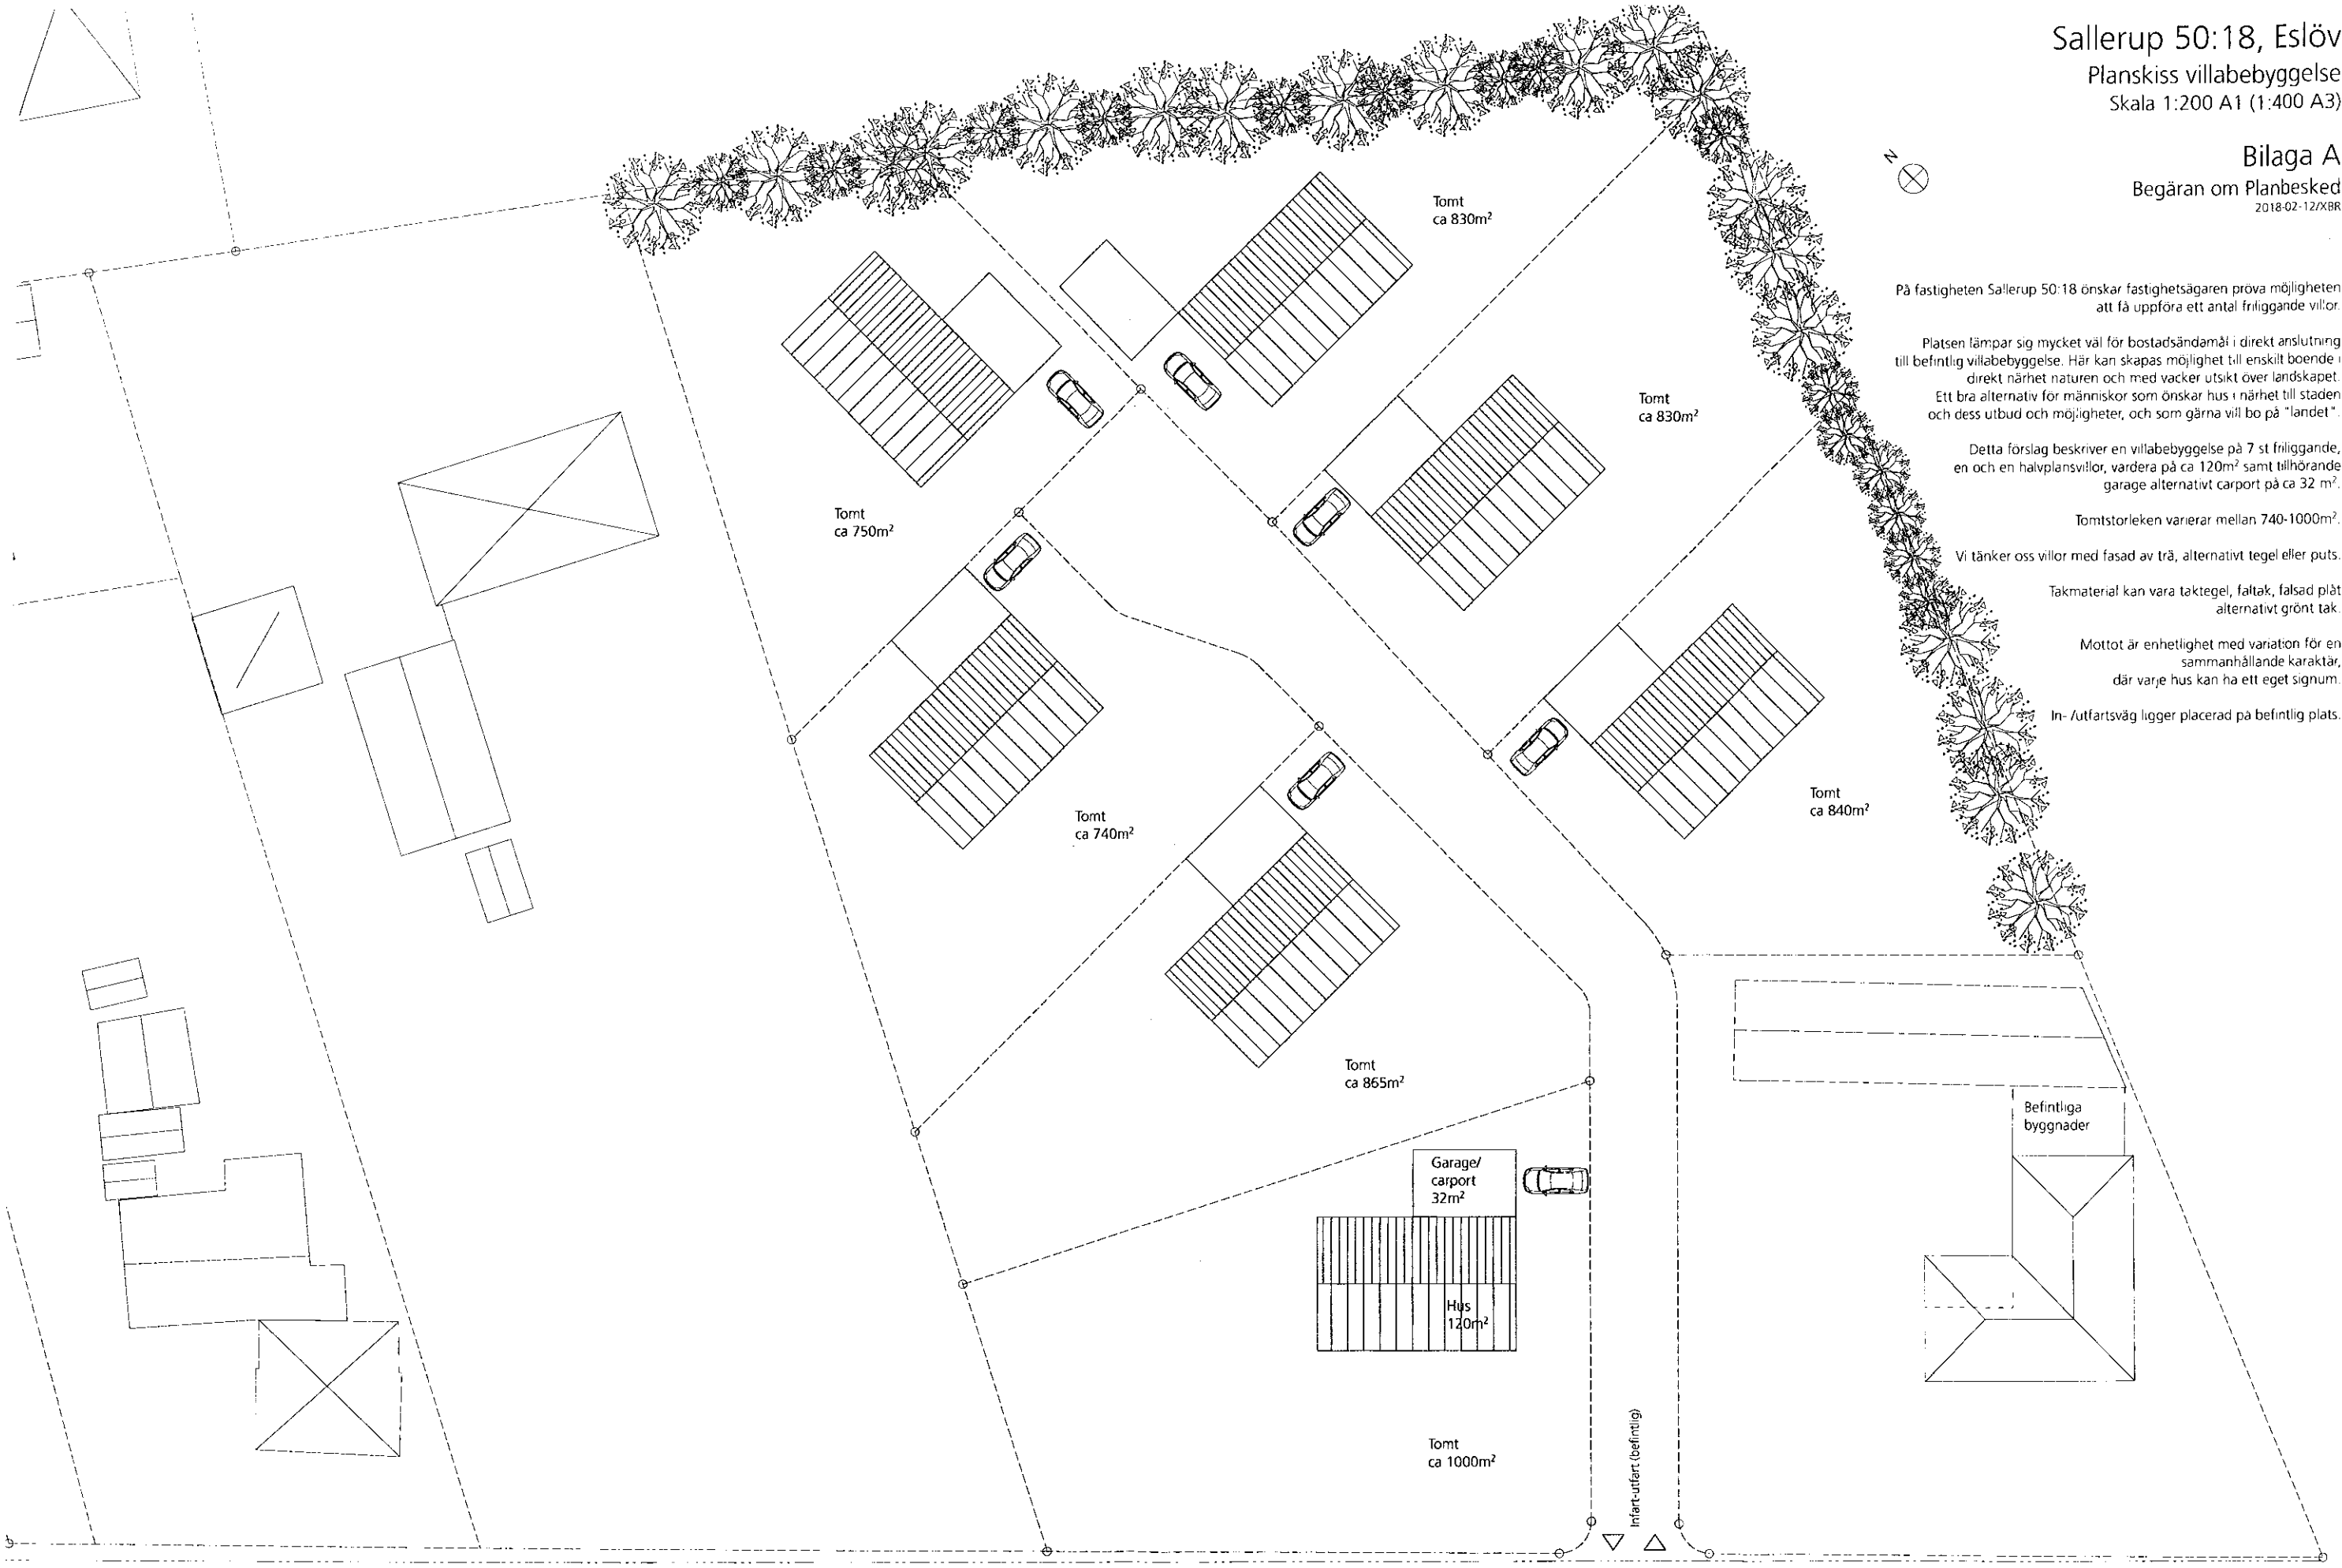 Sallerup 50:18, Eslöv
Planskiss villabebyggelse
Skala 1:200 A1 (1:400 A3)
Bilaga A
Begäran om Planbesked
2018-02-12/XBR
N
På fastigheten Sallerup 50:18 önskar fastighetsägaren pröva möjligheten
att få uppföra ett antal friliggande villor.
Platsen lämpar sig mycket väl för bostadsändamål i direkt anslutning
till befintlig villabebyggelse. Här kan skapas möjlighet till enskilt boende i
direkt närhet naturen och med vacker utsikt över landskapet.
Ett bra alternativ för människor som önskar hus i närhet till staden
och dess utbud och möjligheter, och som gärna vill bo på "landet".
Detta förslag beskriver en villabebyggelse på 7 st friliggande,
en och en halvplansvillor, vardera på ca 120m² samt tillhörande
garage alternativt carport på ca 32 m².
Tomtstorleken varierar mellan 740-1000m².
Vi tänker oss villor med fasad av trä, alternativt tegel eller puts.
Takmaterial kan vara taktegel, faltak, falsad plåt
alternativt grönt tak.
Mottot är enhetlighet med variation för en
sammanhållande karaktär,
där varje hus kan ha ett eget signum.
In- /utfartsväg ligger placerad på befintlig plats.
Tomt
ca 830m²
Tomt
ca 830m²
Tomt
ca 750m²
Tomt
ca 840m²
Tomt
ca 740m²
Tomt
ca 865m²
Befintliga
byggnader
Garage/
carport
32m²
Hus
120m²
Tomt
ca 1000m²
Infart-utfart (befintlig)